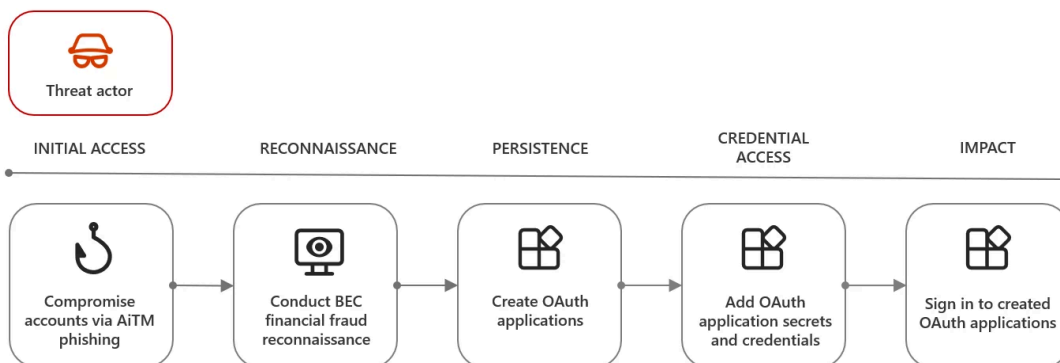 Threat actor
INITIAL ACCESS
RECONNAISSANCE
PERSISTENCE
CREDENTIAL
ACCESS
IMPACT
Compromise
accounts via AiTM
phishing
Conduct BEC
financial fraud
reconnaissance
Create OAuth
applications
Add OAuth
application secrets
and credentials
Sign in to created
OAuth applications